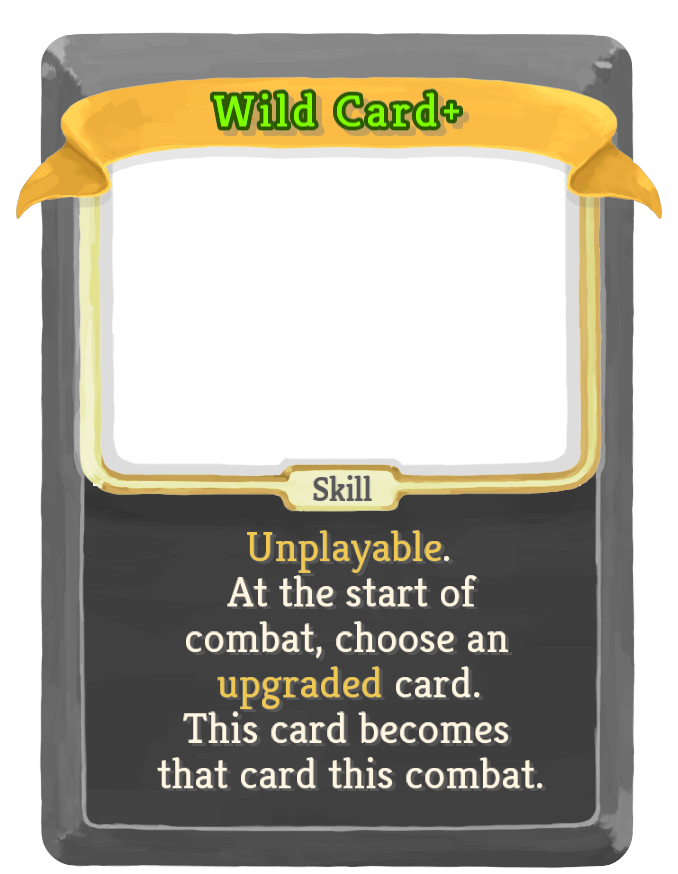 Wild Card+
Skill
Unplayable.
At the start of
combat, choose an
upgraded card.
This card becomes
that card this combat.